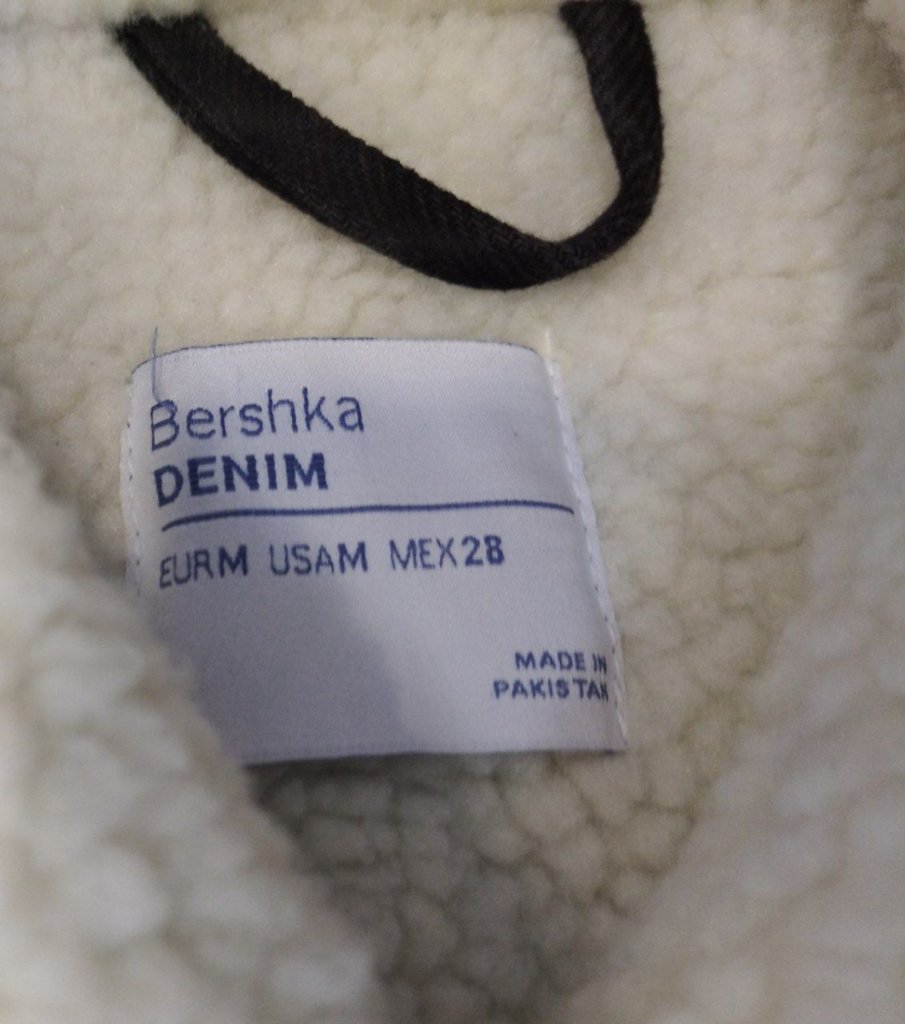 Bershka
DENIM
EURM USAM MEX28
MADE IN
PAKISTAN